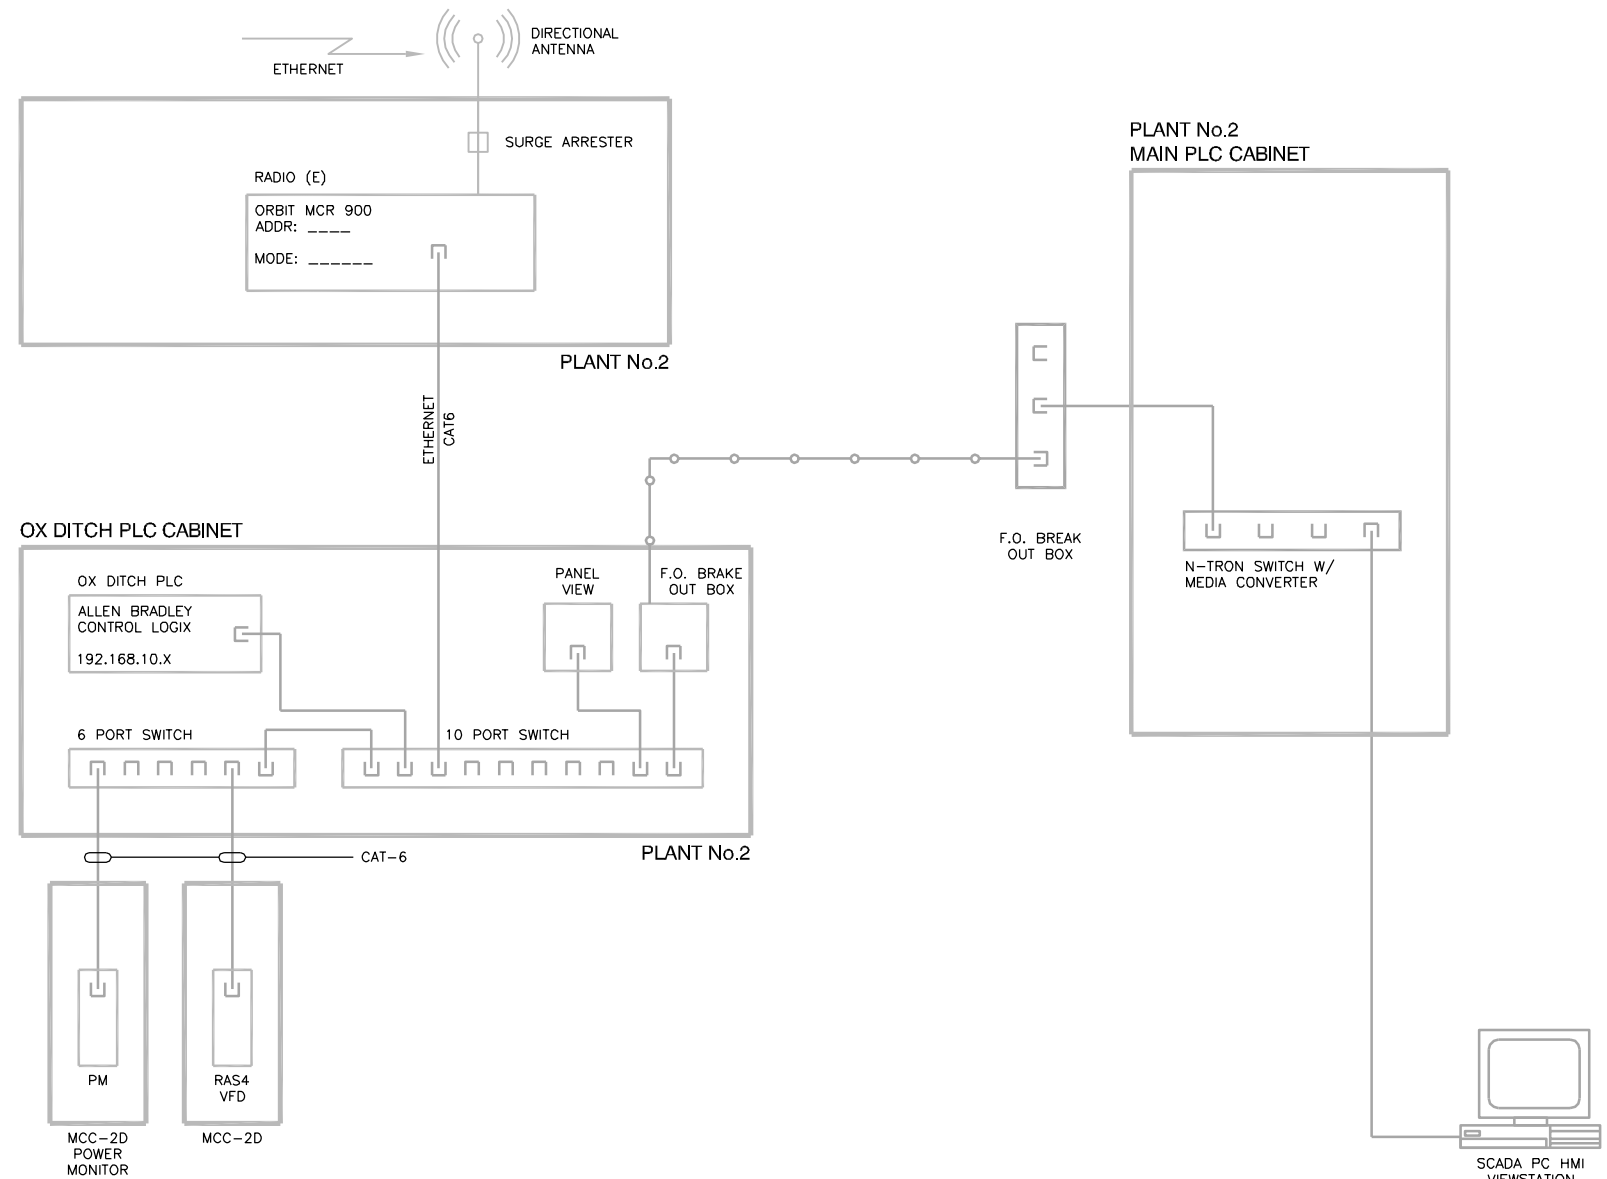 DIRECTIONAL
ANTENNA
ETHERNET
SURGE ARRESTER
RADIO (E)
ORBIT MCR 900
ADDR: ____
MODE: ______
PLANT No.2
PLANT No.2
MAIN PLC CABINET
ETHERNET
CAT6
F.O. BREAK
OUT BOX
N-TRON SWITCH W/
MEDIA CONVERTER
OX DITCH PLC CABINET
OX DITCH PLC
ALLEN BRADLEY
CONTROL LOGIX
192.168.10.X
PANEL
VIEW
F.O. BRAKE
OUT BOX
6 PORT SWITCH
10 PORT SWITCH
PLANT No.2
CAT-6
PM
RAS4
VFD
MCC-2D
POWER
MONITOR
MCC-2D
SCADA PC HMI
VIEWSTATION